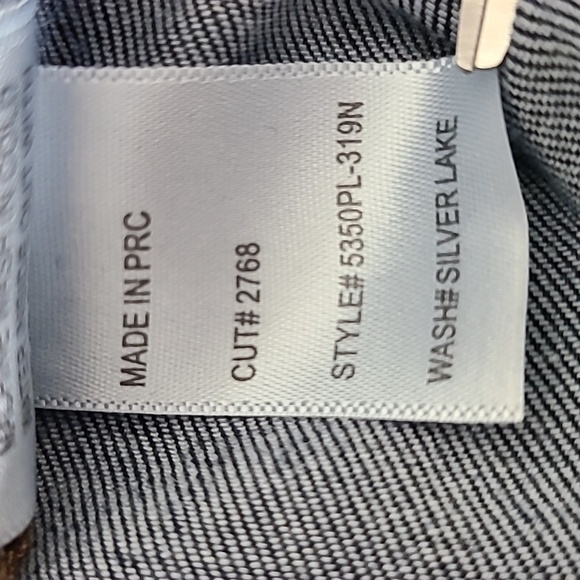 MADE IN PRC
CUT# 2768
STYLE# 5350PL-319N
WASH# SILVER LAKE